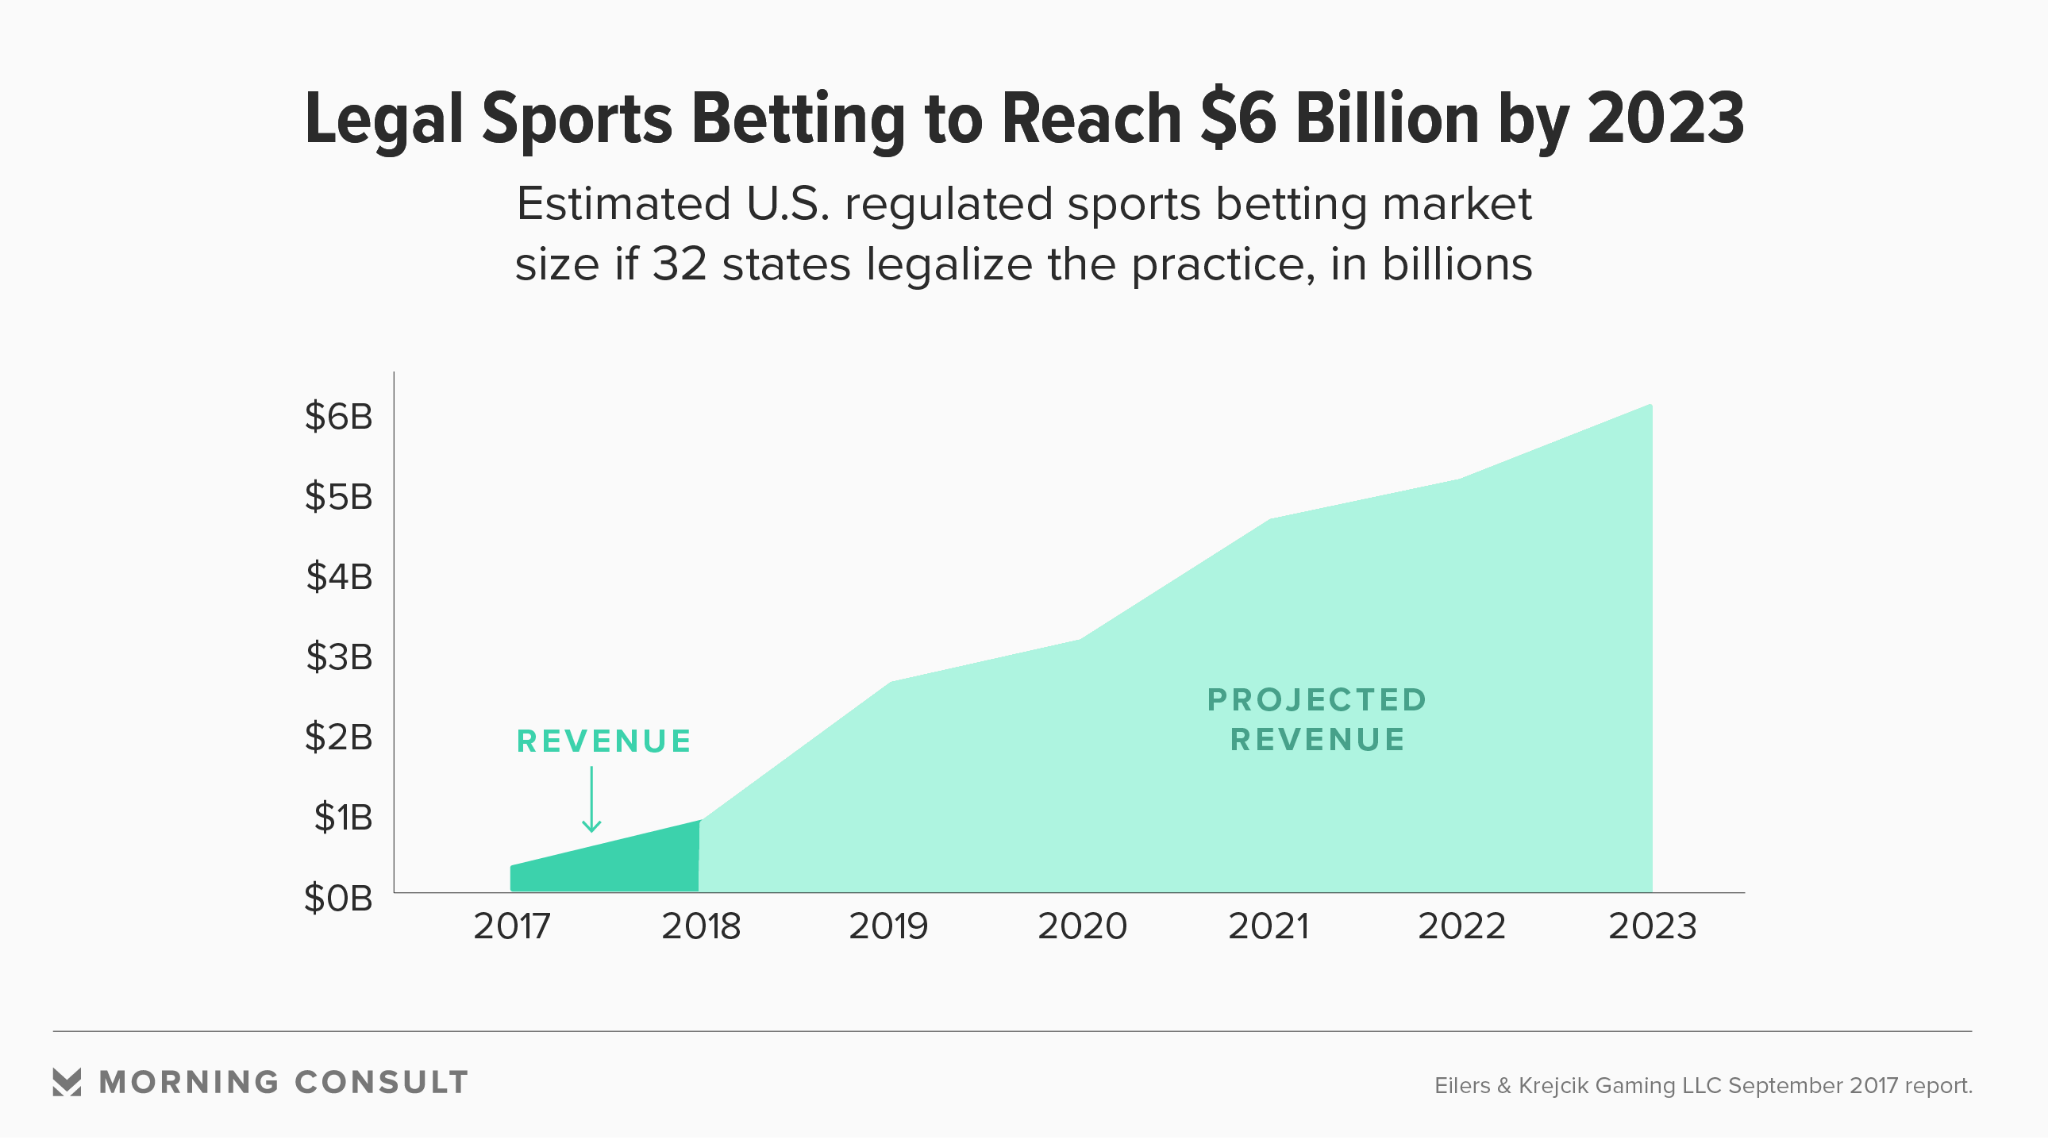 Legal Sports Betting to Reach $6 Billion by 2023
Estimated U.S. regulated sports betting market
size if 32 states legalize the practice, in billions
$6B
$5B
$4B
$3B
$2B
$1B
$0B
REVENUE
PROJECTED
REVENUE
2017 2018 2019 2020 2021 2022 2023
MORNING CONSULT
Eilers & Krejcik Gaming LLC September 2017 report.